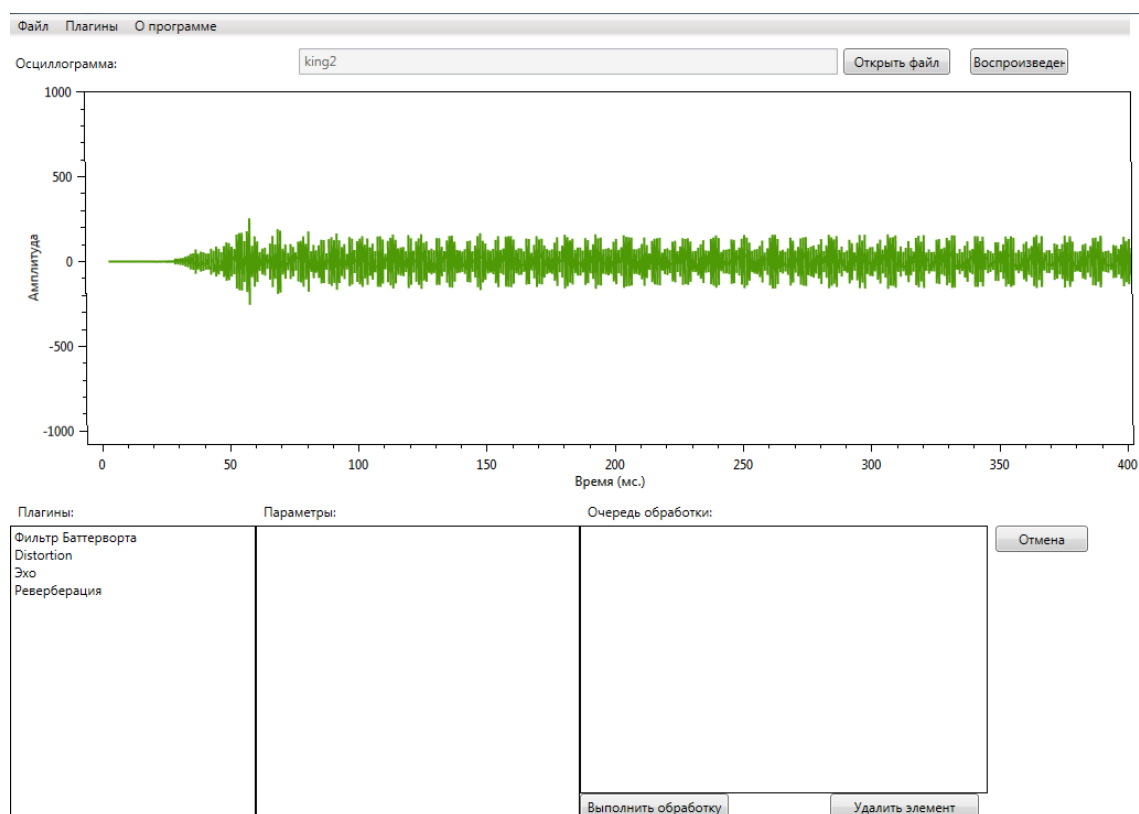 Файл Плагины О программе
Осциллограмма: king2 Открыть файл Воспроизведен
1000
500
0
-500
-1000
Амплитуда
0 50 100 150 200 250 300 350 400
Время (мс.)
Плагины: Параметры: Очередь обработки:
Фильтр Баттерворта Отмена
Distortion
Эхо
Реверберация
Выполнить обработку Удалить элемент